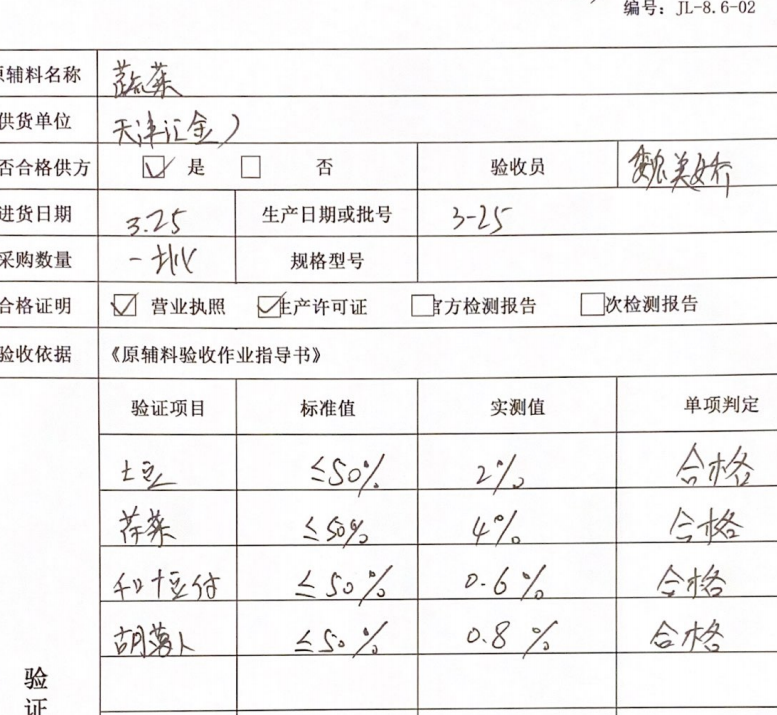 编号：JL-8.6-02
原辅料名称 蔬菜
供货单位 天津汇金
否合格供方 是 否 验收员 魏美娇
进货日期 3.25 生产日期或批号 3-25
采购数量 一批 规格型号
合格证明 营业执照 生产许可证 官方检测报告 次检测报告
验收依据 《原辅料验收作业指导书》
验证项目 标准值 实测值 单项判定
土豆 ≤50% 2% 合格
≤50% 4% 合格
≤50% 0.6% 合格
胡萝卜 ≤50% 0.8% 合格
验
证